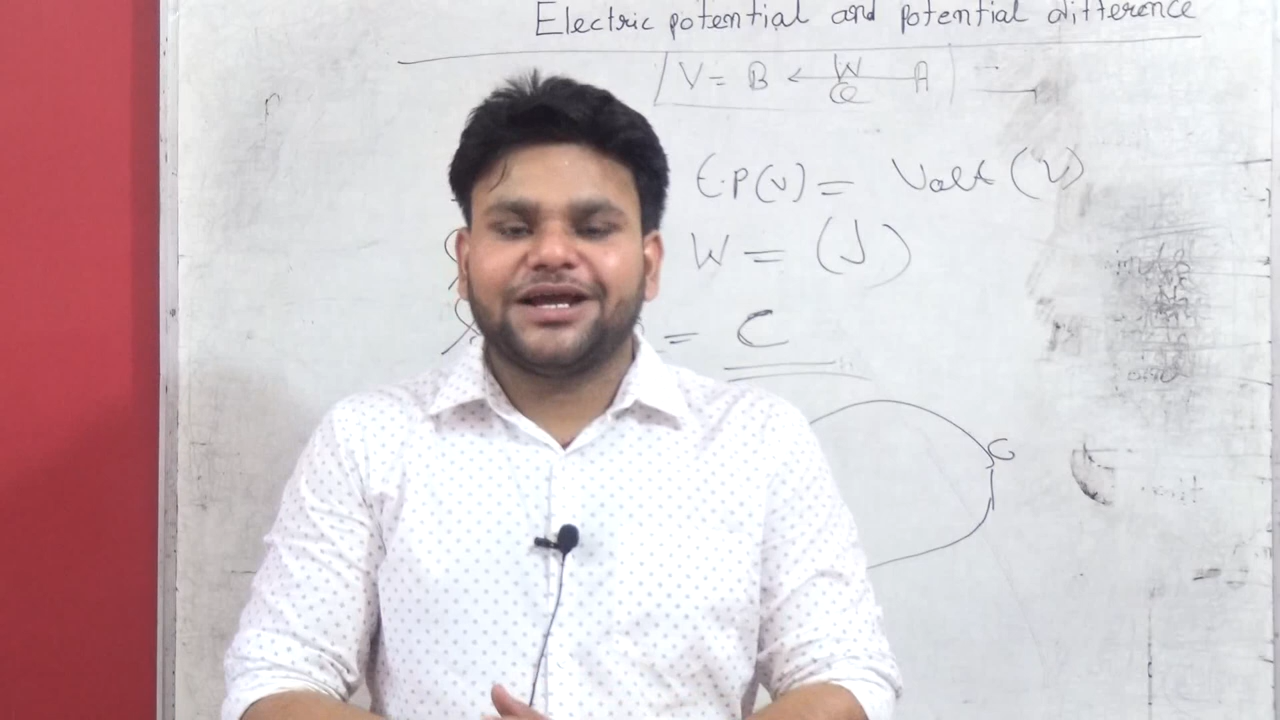 Electric potential and potential difference
V = B ← W/Q A
E.P(V) = Volt (V)
W = (J)
= C
C